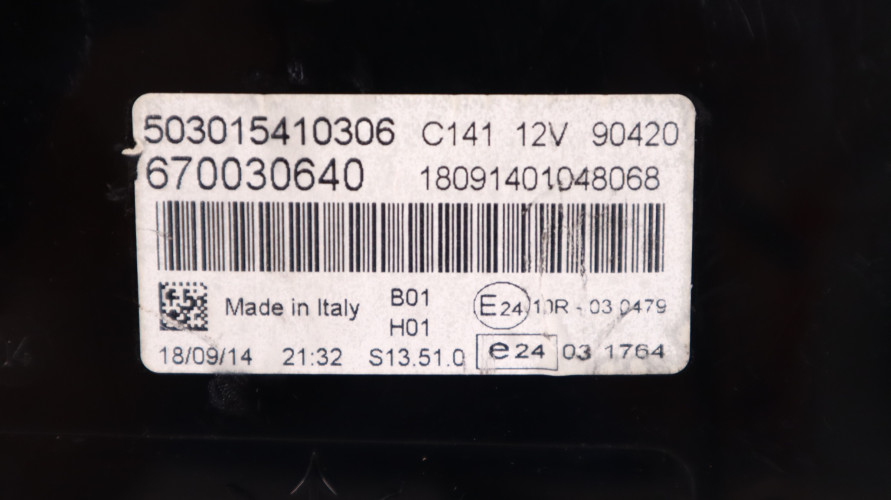 503015410306 C141 12V 90420
670030640 18091401048068
Made in Italy B01 E24 10R - 03 0479
H01
18/09/14 21:32 S13.51.0 e24 03 1764